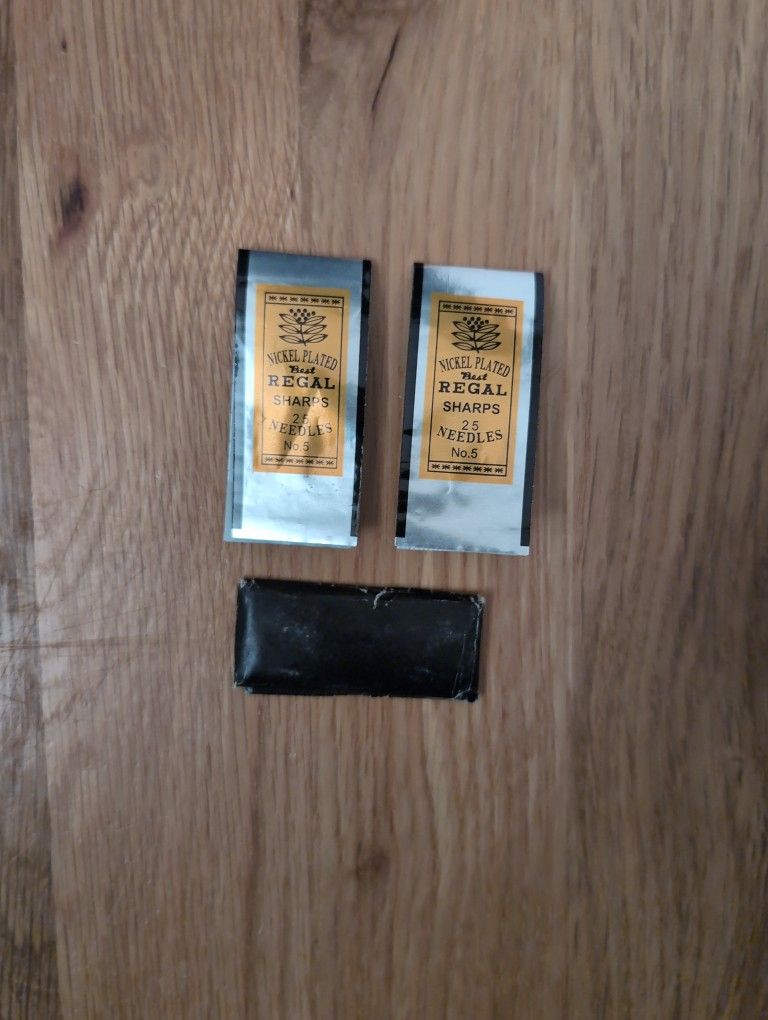 NICKEL PLATED
Best
REGAL
SHARPS
25
NEEDLES
No.5
NICKEL PLATED
Best
REGAL
SHARPS
25
NEEDLES
No.5